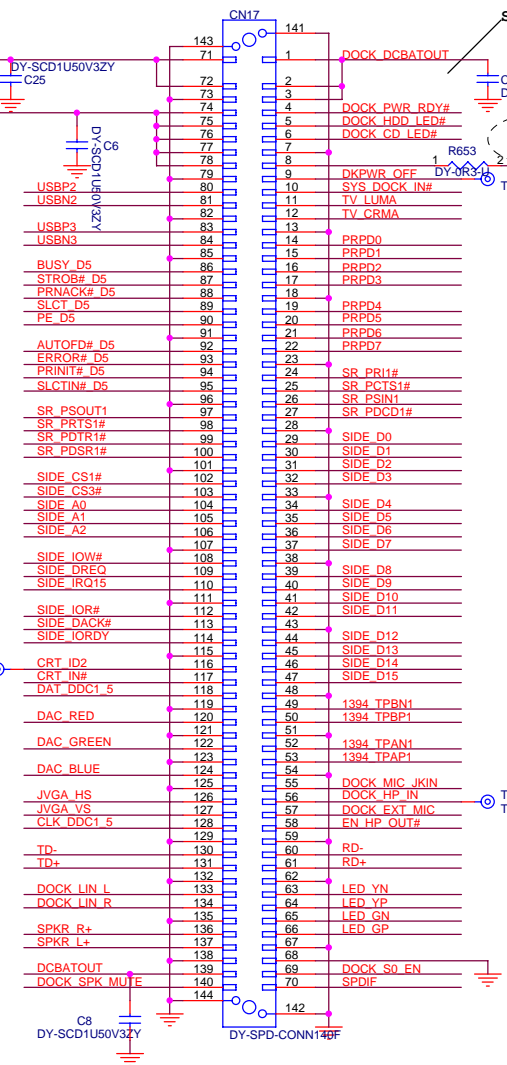 CN17
S
143
141
71
1 DOCK_DCBATOUT
DY-SCD1U50V3ZY
C25
C
D
72
2
73
3
74
4 DOCK_PWR_RDY#
75
5 DOCK_HDD_LED#
76
6 DOCK_CD_LED#
DY-SCD1U50V3ZY
C6
77
7
78
8
R653
1
2
DY-0R3-U
79
9 DKPWR_OFF
T
USBP2 80
10 SYS_DOCK_IN#
USBN2 81
11 TV_LUMA
82
12 TV_CRMA
USBP3 83
13
USBN3 84
14 PRPD0
85
15 PRPD1
BUSY_D5 86
16 PRPD2
STROB#_D5 87
17 PRPD3
PRNACK#_D5 88
18
SLCT_D5 89
19 PRPD4
PE_D5 90
20 PRPD5
91
21 PRPD6
AUTOFD#_D5 92
22 PRPD7
ERROR#_D5 93
23
PRINIT#_D5 94
24 SR_PRI1#
SLCTIN#_D5 95
25 SR_PCTS1#
96
26 SR_PSIN1
SR_PSOUT1 97
27 SR_PDCD1#
SR_PRTS1# 98
28
SR_PDTR1# 99
29 SIDE_D0
SR_PDSR1# 100
30 SIDE_D1
101
31 SIDE_D2
SIDE_CS1# 102
32 SIDE_D3
SIDE_CS3# 103
33
SIDE_A0 104
34 SIDE_D4
SIDE_A1 105
35 SIDE_D5
SIDE_A2 106
36 SIDE_D6
107
37 SIDE_D7
SIDE_IOW# 108
38
SIDE_DREQ 109
39 SIDE_D8
SIDE_IRQ15 110
40 SIDE_D9
111
41 SIDE_D10
SIDE_IOR# 112
42 SIDE_D11
SIDE_DACK# 113
43
SIDE_IORDY 114
44 SIDE_D12
115
45 SIDE_D13
CRT_ID2 116
46 SIDE_D14
CRT_IN# 117
47 SIDE_D15
DAT_DDC1_5 118
48
119
49 1394_TPBN1
DAC_RED 120
50 1394_TPBP1
121
51
DAC_GREEN 122
52 1394_TPAN1
123
53 1394_TPAP1
DAC_BLUE 124
54
125
55 DOCK_MIC_JKIN
JVGA_HS 126
56 DOCK_HP_IN
T
JVGA_VS 127
57 DOCK_EXT_MIC
T
CLK_DDC1_5 128
58 EN_HP_OUT#
129
59
TD- 130
60 RD-
TD+ 131
61 RD+
132
62
DOCK_LIN_L 133
63 LED_YN
DOCK_LIN_R 134
64 LED_YP
135
65 LED_GN
SPKR_R+ 136
66 LED_GP
SPKR_L+ 137
67
138
68
DCBATOUT 139
69 DOCK_S0_EN
DOCK_SPK_MUTE 140
70 SPDIF
144
142
C8
DY-SCD1U50V3ZY
DY-SPD-CONN140F